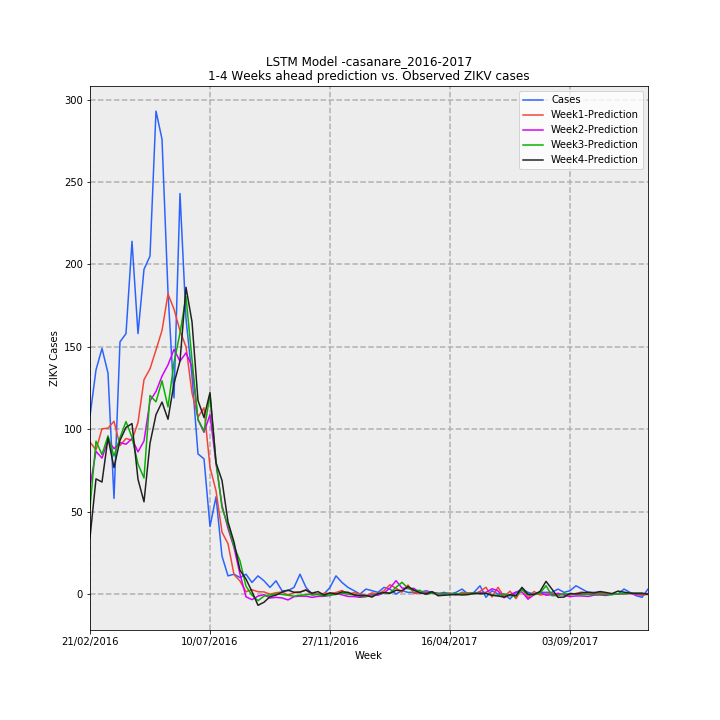 LSTM Model -casanare_2016-2017
1-4 Weeks ahead prediction vs. Observed ZIKV cases
300
250
200
150
100
50
0
ZIKV Cases
Cases
Week1-Prediction
Week2-Prediction
Week3-Prediction
Week4-Prediction
21/02/2016 10/07/2016 27/11/2016 16/04/2017 03/09/2017
Week